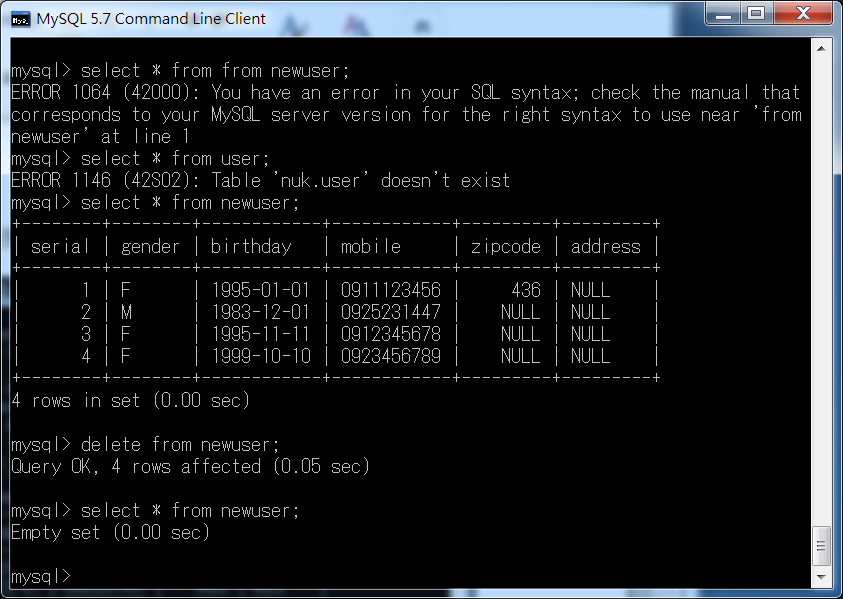 MySQL 5.7 Command Line Client
mysql> select * from from newuser;
ERROR 1064 (42000): You have an error in your SQL syntax; check the manual that
corresponds to your MySQL server version for the right syntax to use near 'from
newuser' at line 1
mysql> select * from user;
ERROR 1146 (42S02): Table 'nuk.user' doesn't exist
mysql> select * from newuser;
+--------+--------+------------+------------+---------+---------+
| serial | gender | birthday   | mobile     | zipcode | address |
+--------+--------+------------+------------+---------+---------+
|      1 | F      | 1995-01-01 | 0911123456 |     436 | NULL    |
|      2 | M      | 1983-12-01 | 0925231447 |    NULL | NULL    |
|      3 | F      | 1995-11-11 | 0912345678 |    NULL | NULL    |
|      4 | F      | 1999-10-10 | 0923456789 |    NULL | NULL    |
+--------+--------+------------+------------+---------+---------+
4 rows in set (0.00 sec)
mysql> delete from newuser;
Query OK, 4 rows affected (0.05 sec)
mysql> select * from newuser;
Empty set (0.00 sec)
mysql>